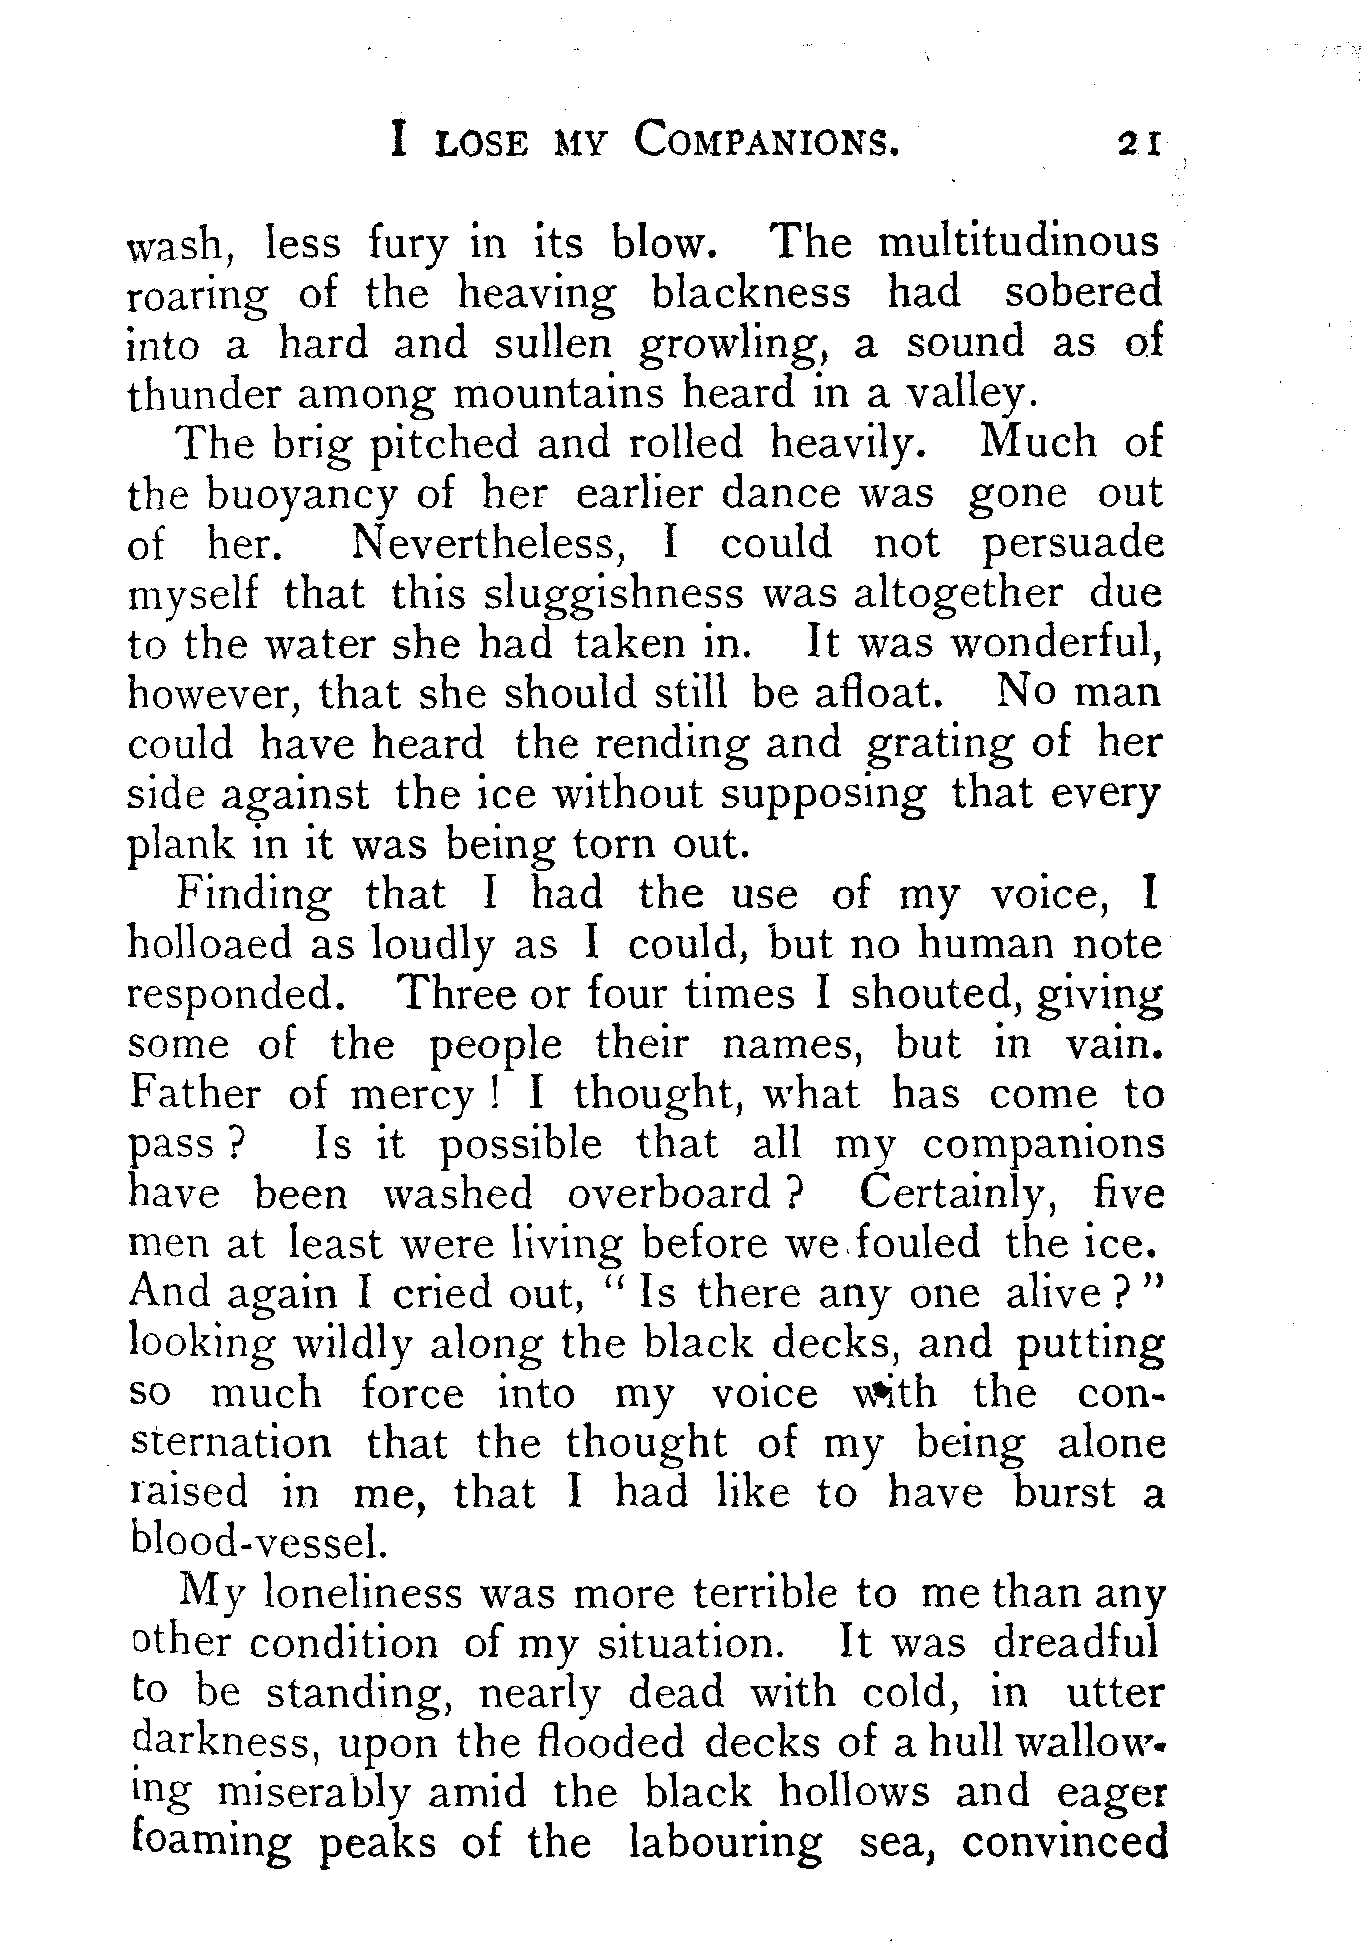 I LOSE MY COMPANIONS. 21
wash, less fury in its blow. The multitudinous
roaring of the heaving blackness had sobered
into a hard and sullen growling, a sound as of
thunder among mountains heard in a valley.
The brig pitched and rolled heavily. Much of
the buoyancy of her earlier dance was gone out
of her. Nevertheless, I could not persuade
myself that this sluggishness was altogether due
to the water she had taken in. It was wonderful,
however, that she should still be afloat. No man
could have heard the rending and grating of her
side against the ice without supposing that every
plank in it was being torn out.
Finding that I had the use of my voice, I
holloaed as loudly as I could, but no human note
responded. Three or four times I shouted, giving
some of the people their names, but in vain.
Father of mercy ! I thought, what has come to
pass ? Is it possible that all my companions
have been washed overboard ? Certainly, five
men at least were living before we fouled the ice.
And again I cried out, “ Is there any one alive ? ”
looking wildly along the black decks, and putting
so much force into my voice with the con-
sternation that the thought of my being alone
raised in me, that I had like to have burst a
blood-vessel.
My loneliness was more terrible to me than any
other condition of my situation. It was dreadful
to be standing, nearly dead with cold, in utter
darkness, upon the flooded decks of a hull wallow-
ing miserably amid the black hollows and eager
foaming peaks of the labouring sea, convinced